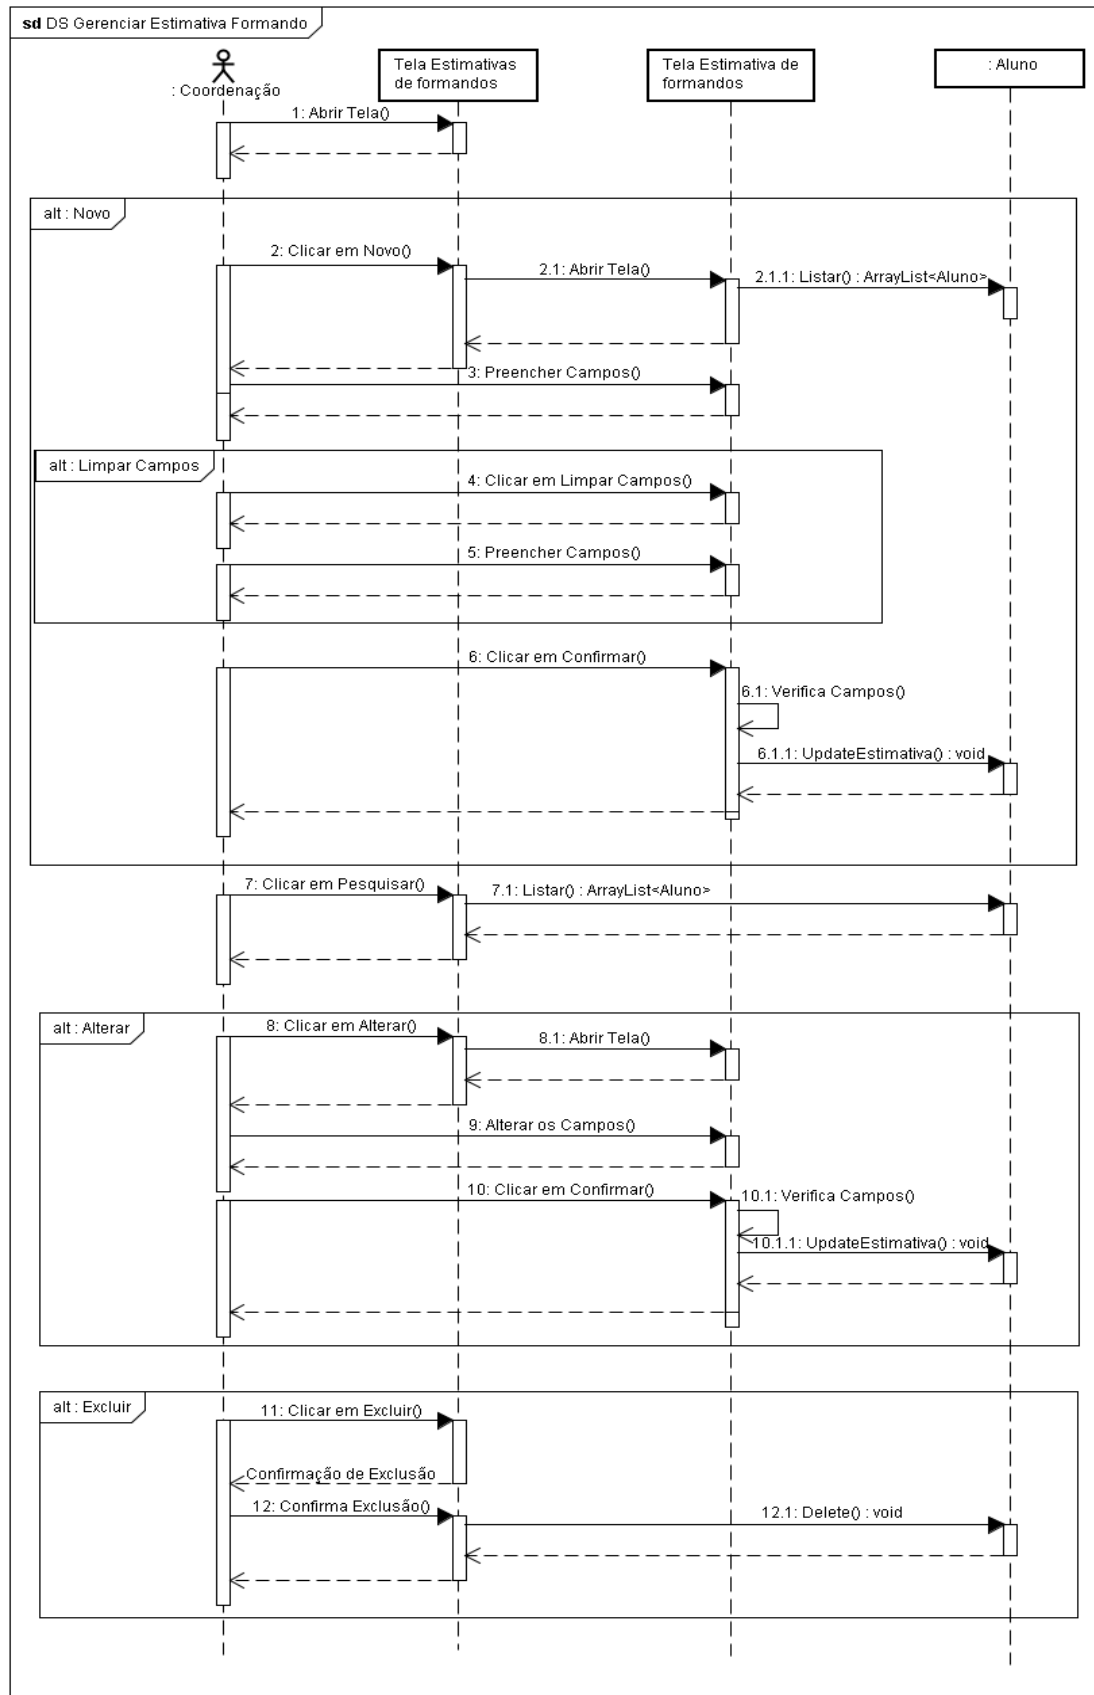 sd DS Gerenciar Estimativa Formando
: Coordenação
Tela Estimativas
de formandos
Tela Estimativa de
formandos
: Aluno
1: Abrir Tela()
alt : Novo
2: Clicar em Novo()
2.1: Abrir Tela()
2.1.1: Listar() : ArrayList<Aluno>
3: Preencher Campos()
alt : Limpar Campos
4: Clicar em Limpar Campos()
5: Preencher Campos()
6: Clicar em Confirmar()
6.1: Verifica Campos()
6.1.1: UpdateEstimativa() : void
7: Clicar em Pesquisar()
7.1: Listar() : ArrayList<Aluno>
alt : Alterar
8: Clicar em Alterar()
8.1: Abrir Tela()
9: Alterar os Campos()
10: Clicar em Confirmar()
10.1: Verifica Campos()
10.1.1: UpdateEstimativa() : void
alt : Excluir
11: Clicar em Excluir()
Confirmação de Exclusão
12: Confirma Exclusão()
12.1: Delete() : void